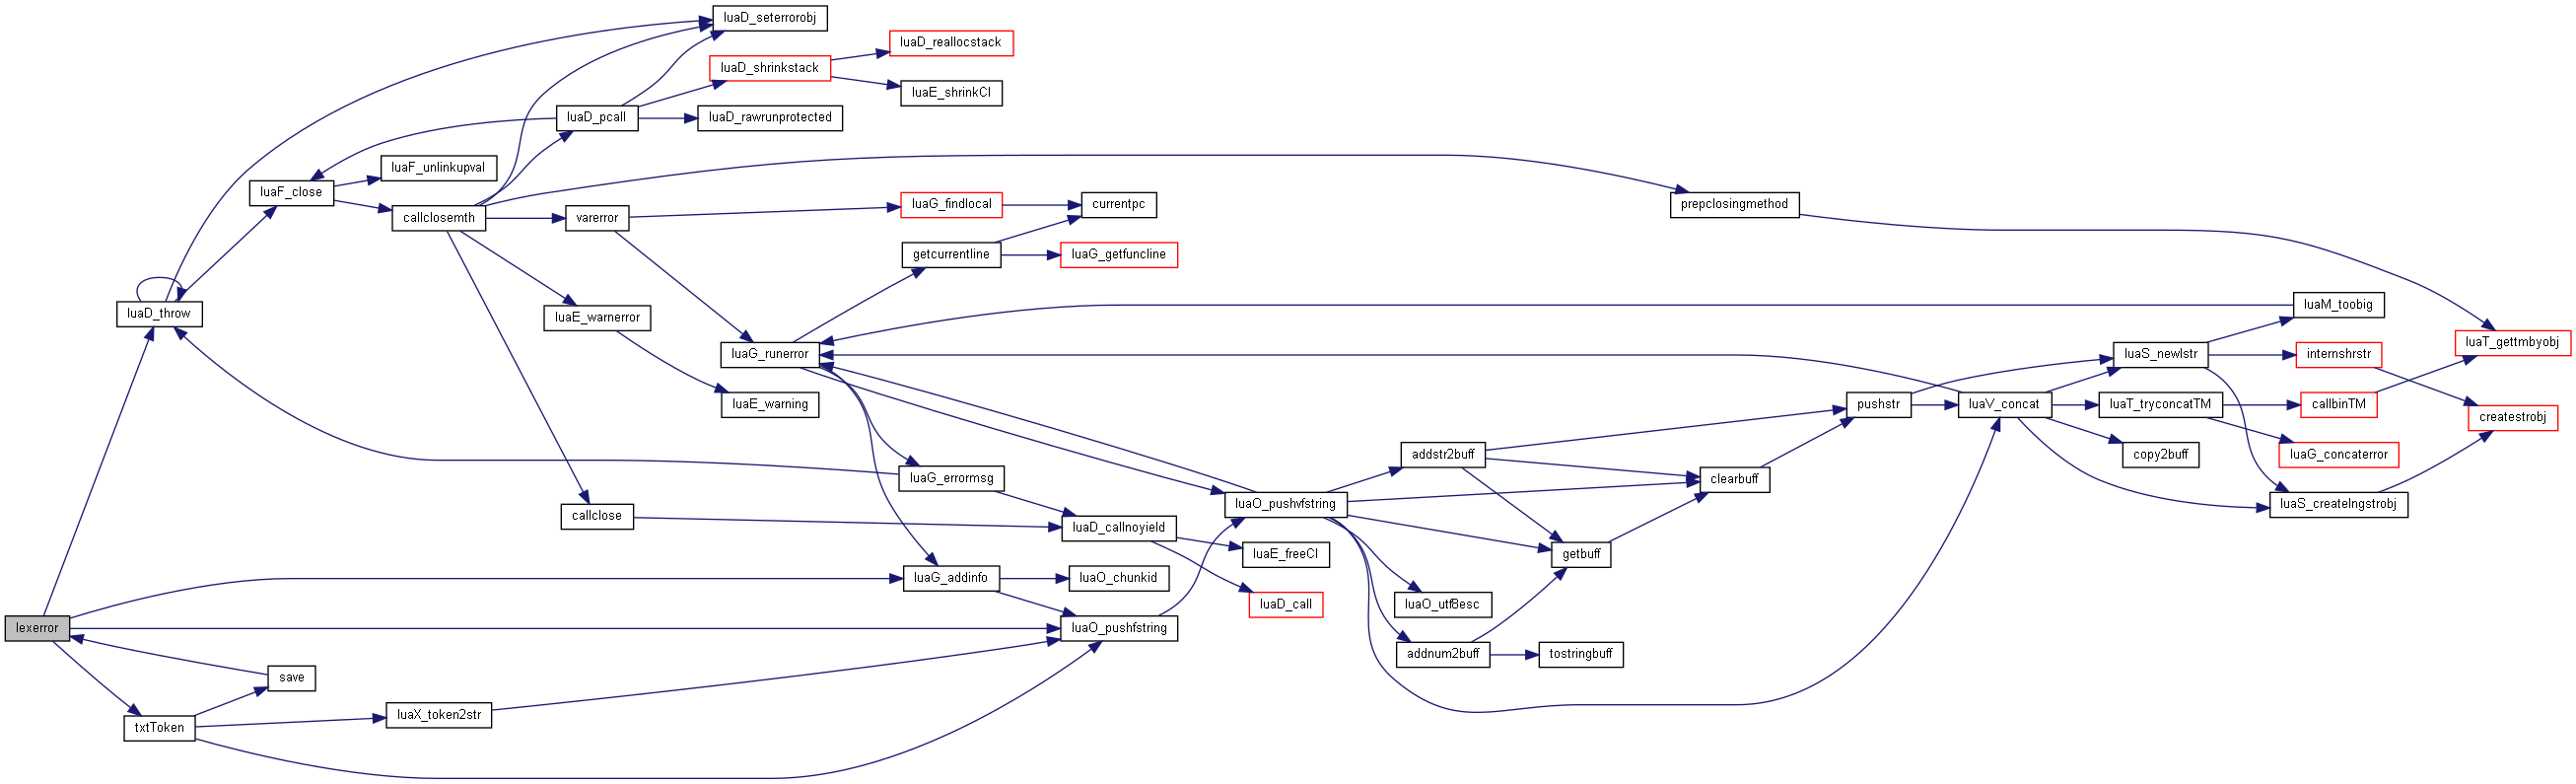 luaD_seterrorobj
luaD_reallocstack
luaD_shrinkstack
luaE_shrinkCI
luaD_pcall
luaD_rawrunprotected
luaF_unlinkupval
luaF_close
callclosemth
varerror
luaG_findlocal
currentpc
prepclosingmethod
getcurrentline
luaG_getfuncline
luaD_throw
luaE_warnerror
luaM_toobig
luaG_runerror
luaS_newlstr
internshrstr
luaT_gettmbyobj
luaE_warning
pushstr
luaV_concat
luaT_tryconcatTM
callbinTM
createstrobj
addstr2buff
copy2buff
luaG_concaterror
luaG_errormsg
clearbuff
luaO_pushvfstring
luaS_createlngstrobj
callclose
luaD_callnoyield
luaE_freeCI
getbuff
luaG_addinfo
luaO_chunkid
luaD_call
luaO_utf8esc
lexerror
luaO_pushfstring
addnum2buff
tostringbuff
save
luaX_token2str
txtToken